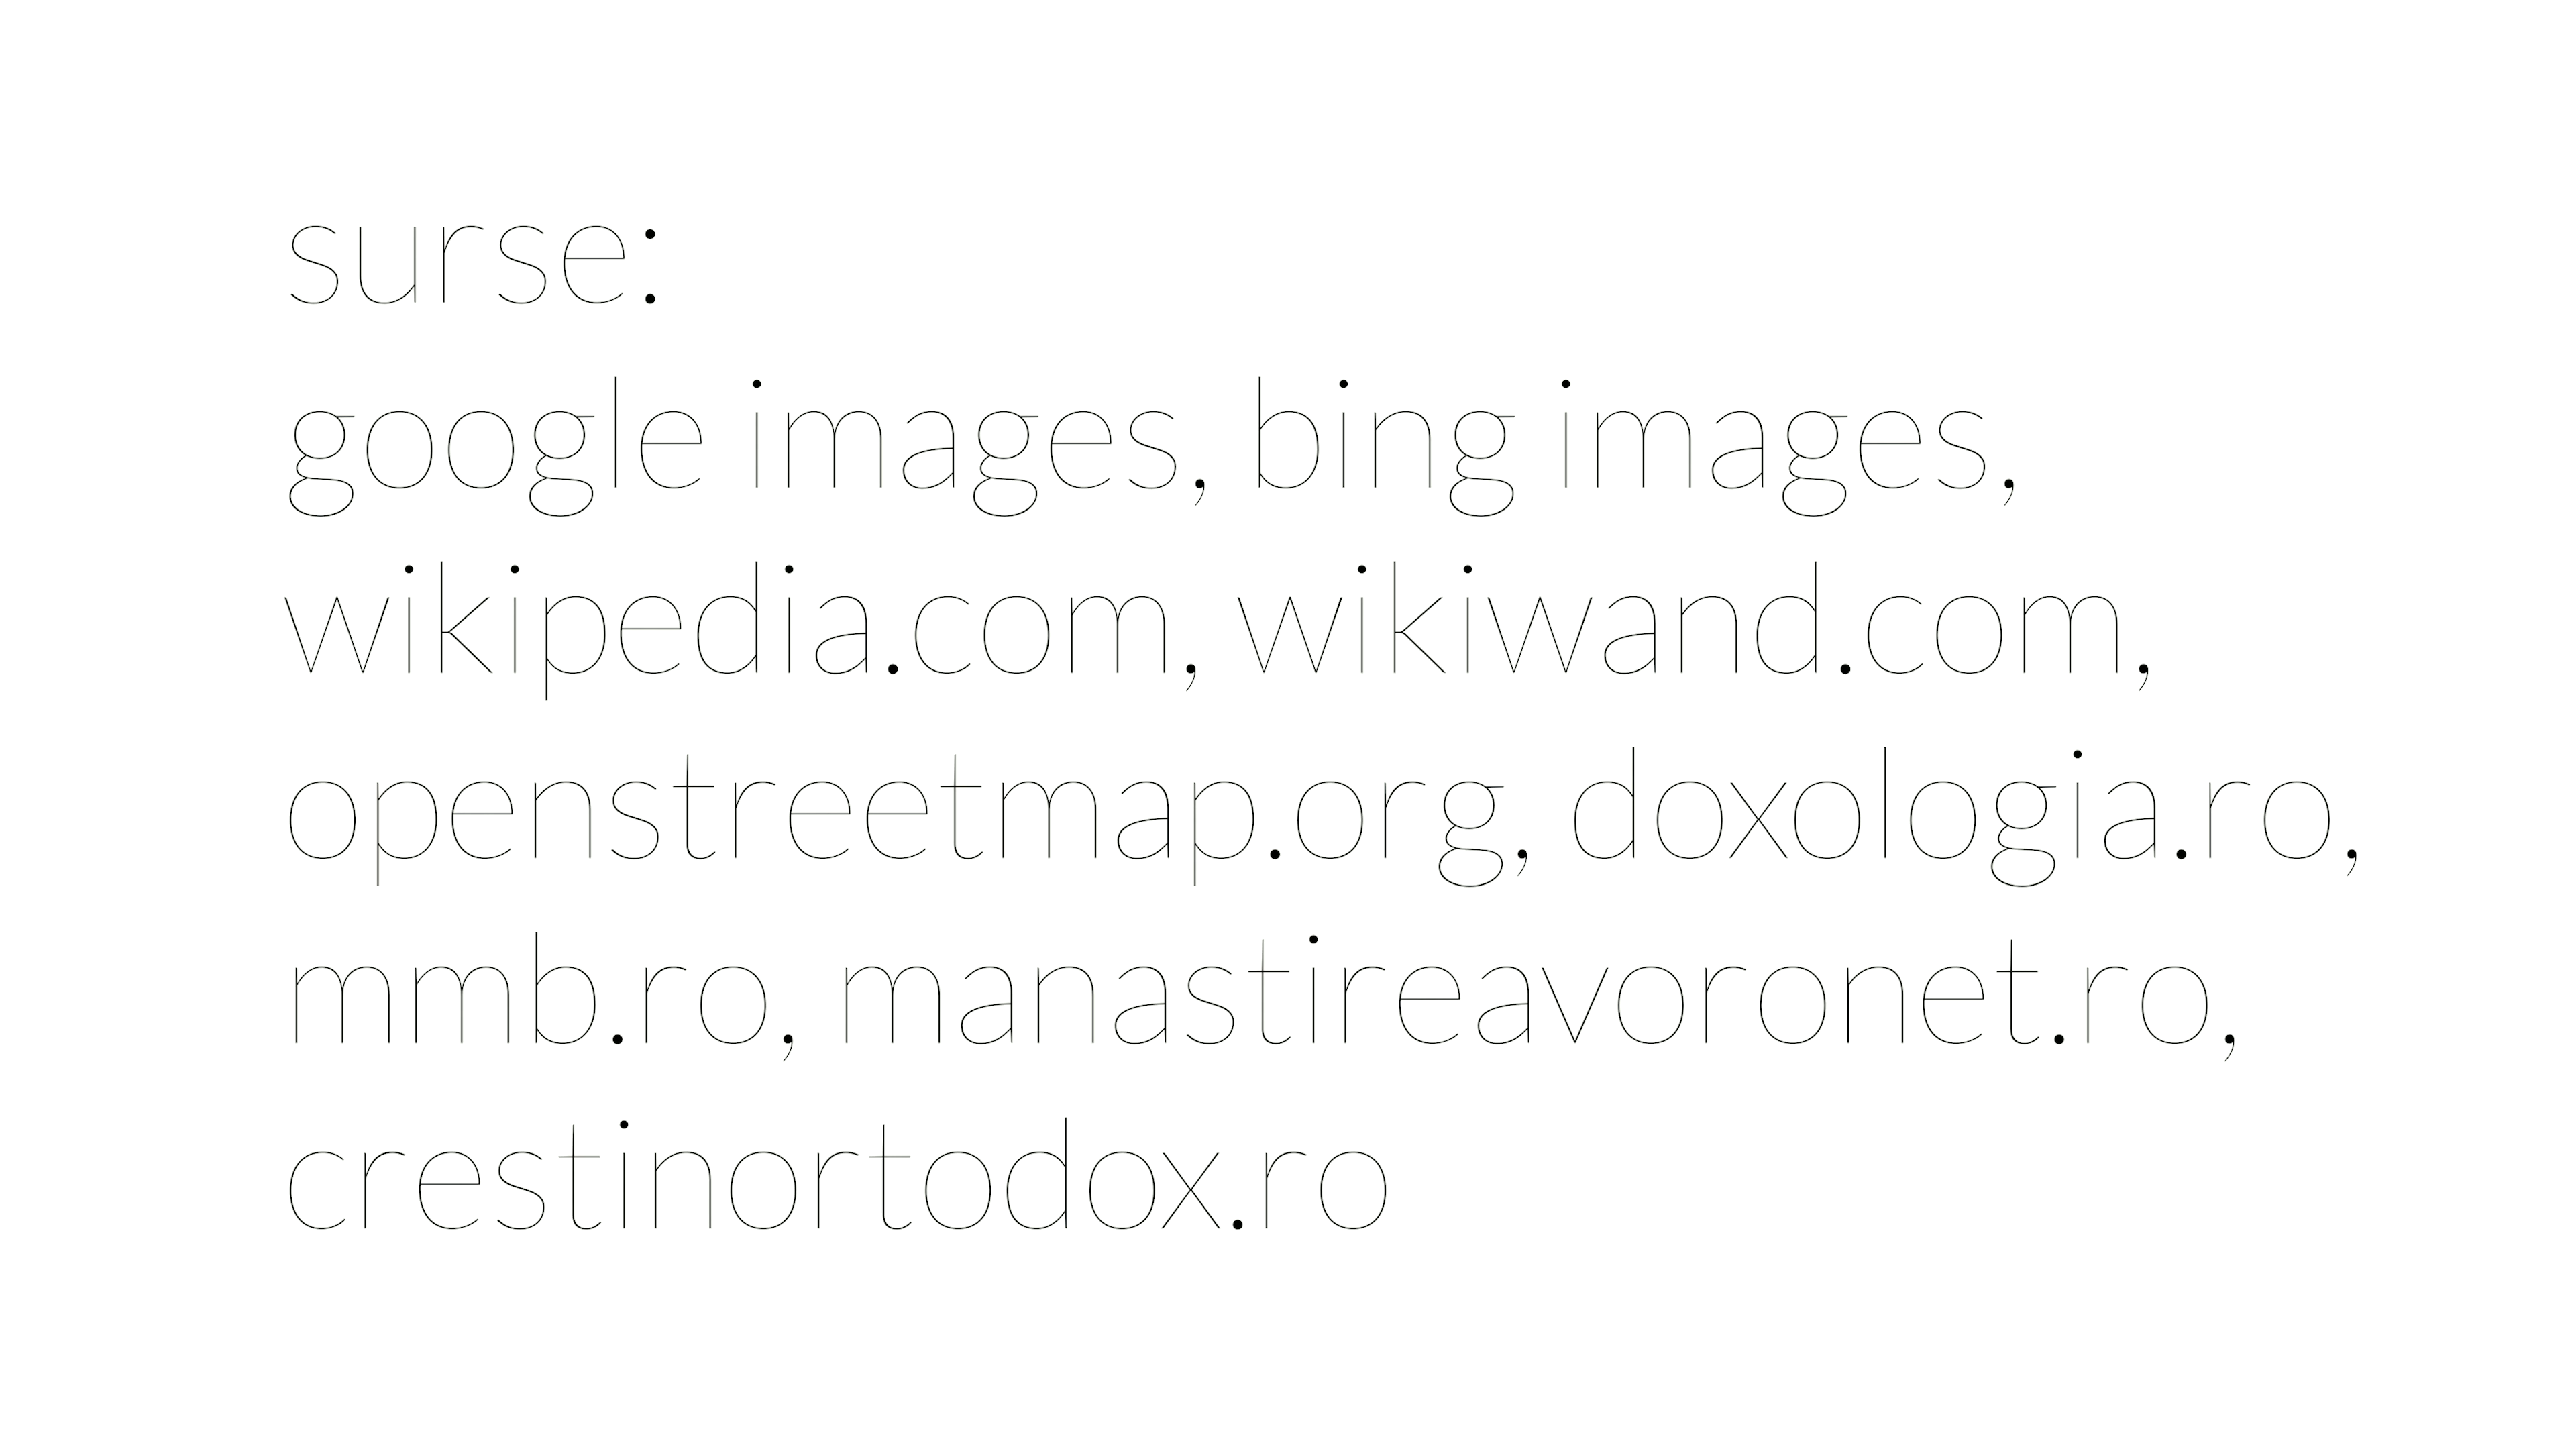 surse:
google images, bing images,
wikipedia.com, wikiwand.com,
openstreetmap.org, doxologia.ro,
mmb.ro, manastireavoronet.ro,
crestinortodox.ro